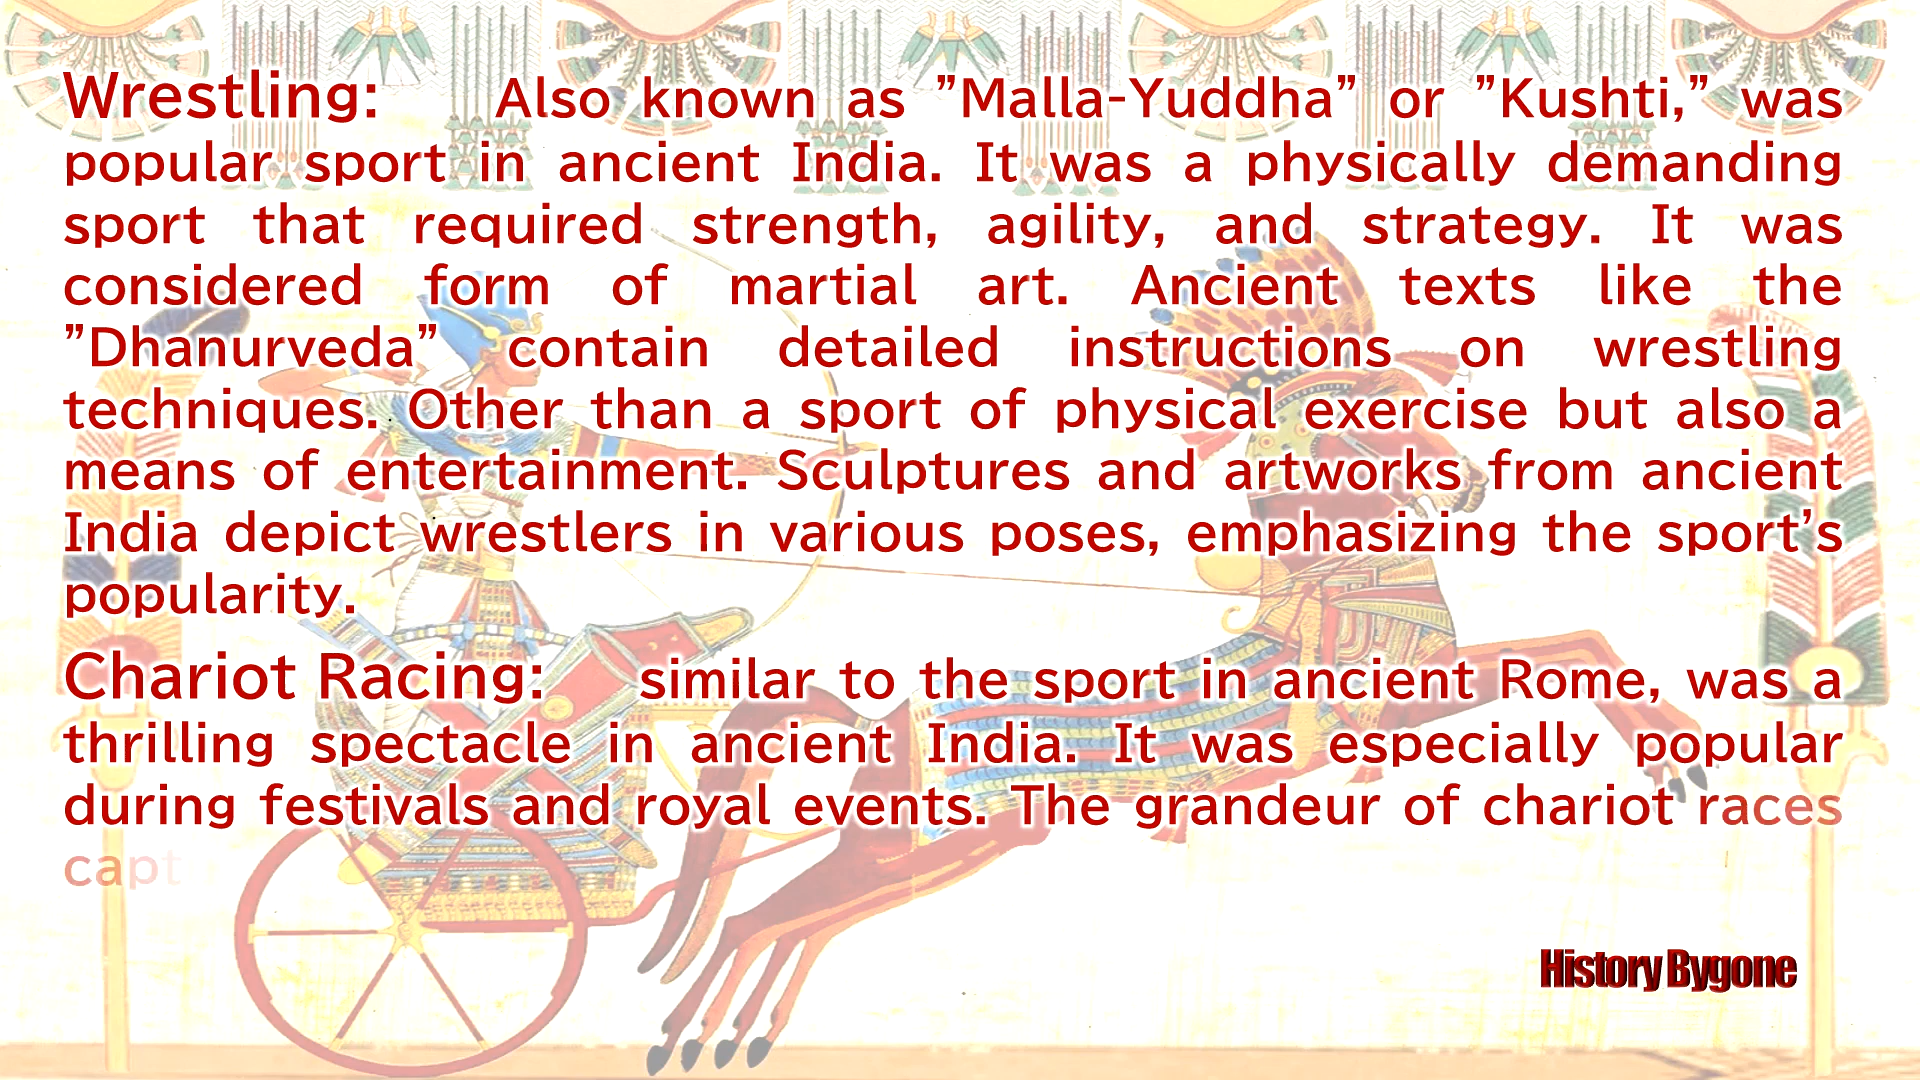 Wrestling: Also known as ”Malla-Yuddha” or ”Kushti,” was
popular sport in ancient India. It was a physically demanding
sport that required strength, agility, and strategy. It was
considered form of martial art. Ancient texts like the
”Dhanurveda” contain detailed instructions on wrestling
techniques. Other than a sport of physical exercise but also a
means of entertainment. Sculptures and artworks from ancient
India depict wrestlers in various poses, emphasizing the sport’s
popularity.
Chariot Racing: similar to the sport in ancient Rome, was a
thrilling spectacle in ancient India. It was especially popular
during festivals and royal events. The grandeur of chariot races
capt
History Bygone